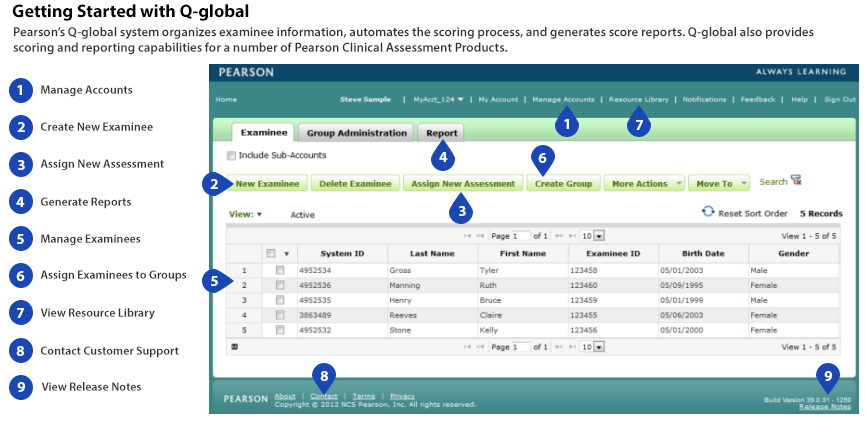 Getting Started with Q-global
Pearson's Q-global system organizes examinee information, automates the scoring process, and generates score reports. Q-global also provides
scoring and reporting capabilities for a number of Pearson Clinical Assessment Products.
1 Manage Accounts
2 Create New Examinee
3 Assign New Assessment
4 Generate Reports
5 Manage Examinees
6 Assign Examinees to Groups
7 View Resource Library
8 Contact Customer Support
9 View Release Notes
PEARSON ALWAYS LEARNING
Home Steve Sample | MyAcct_124 | My Account | Manage Accounts | Resource Library | Notifications | Feedback | Help | Sign Out
1 7
Examinee Group Administration Report
4
Include Sub-Accounts
6
2 New Examinee Delete Examinee Assign New Assessment Create Group More Actions Move To Search
3
View: Active Reset Sort Order 5 Records
Page 1 of 1 10 View 1 - 5 of 5
System ID Last Name First Name Examinee ID Birth Date Gender
1 4952534 Gross Tyler 123458 05/01/2003 Male
5 2 4952536 Manning Ruth 123460 05/09/1995 Female
3 4952535 Henry Bruce 123459 05/01/1999 Male
4 3863489 Reeves Claire 123455 05/06/2003 Female
5 4952532 Stone Kelly 123456 05/01/2000 Female
Page 1 of 1 10 View 1 - 5 of 5
8 9
PEARSON About | Contact | Terms | Privacy
Copyright © 2012 NCS Pearson, Inc. All rights reserved.
Build Version 39.0.31 - 1250
Release Notes